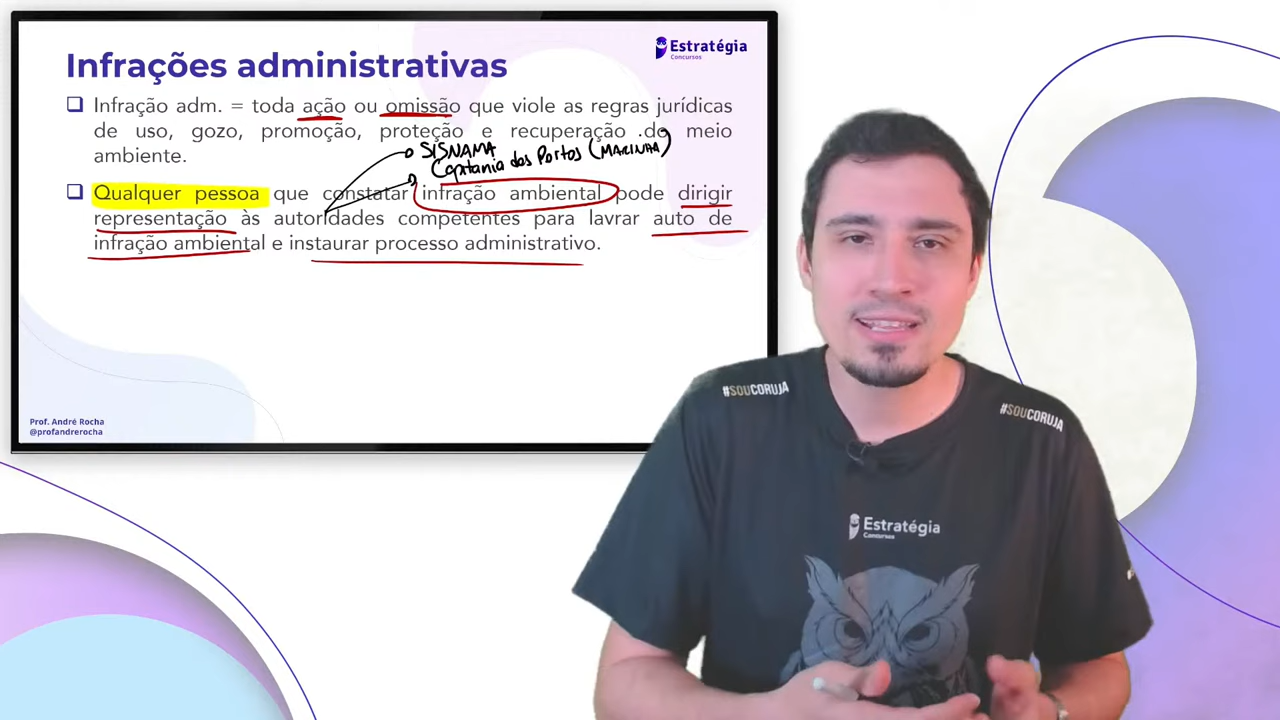 Infrações administrativas
Estratégia
Concursos
Infração adm. = toda ação ou omissão que viole as regras jurídicas
de uso, gozo, promoção, proteção e recuperação do meio
ambiente.
SISNAMA
Capitania dos Portos (MARINHA)
Qualquer pessoa que constatar infração ambiental pode dirigir
representação às autoridades competentes para lavrar auto de
infração ambiental e instaurar processo administrativo.
Prof. André Rocha
@profandrerocha
#SOUCORUJA
#SOUCORUJA
Estratégia
Concursos